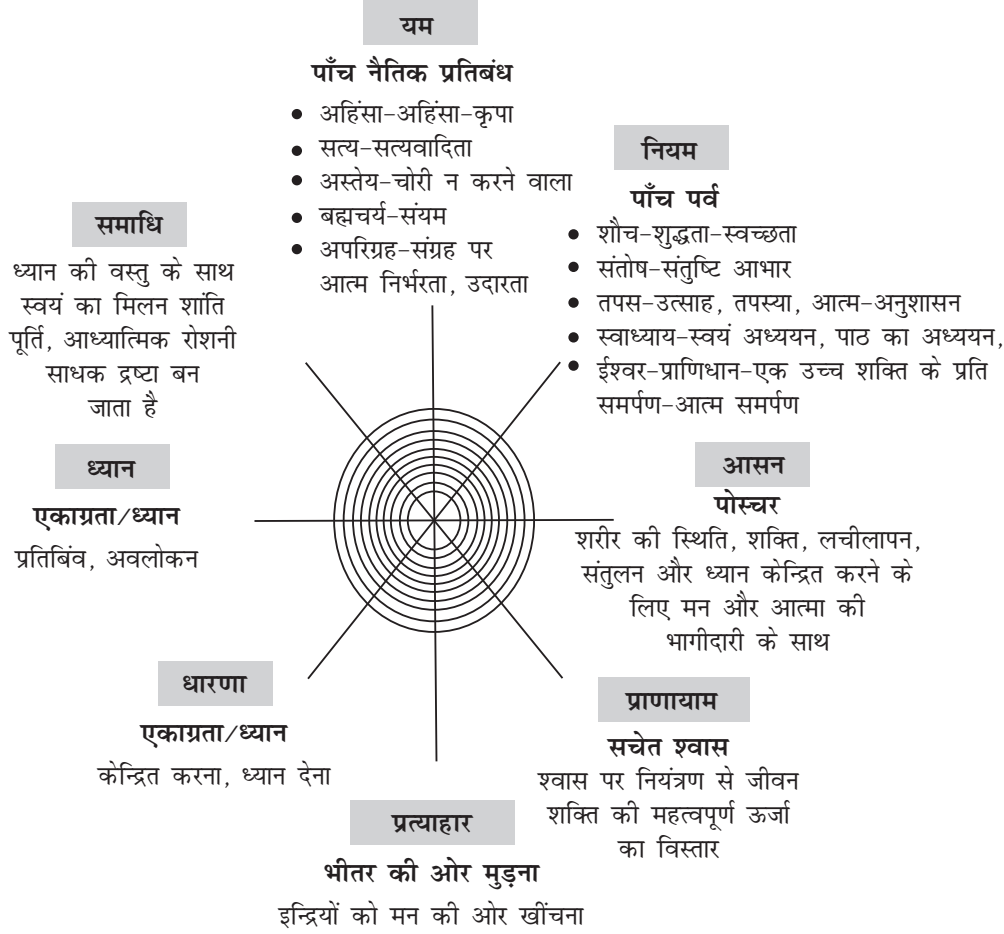 यम
पाँच नैतिक प्रतिबंध
• अहिंसा-अहिंसा-कृपा
• सत्य-सत्यवादिता
• अस्तेय-चोरी न करने वाला
• बह्मचर्य-संयम
• अपरिग्रह-संग्रह पर
आत्म निर्भरता, उदारता
नियम
पाँच पर्व
• शौच-शुद्धता-स्वच्छता
• संतोष-संतुष्टि आभार
• तपस-उत्साह, तपस्या, आत्म-अनुशासन
• स्वाध्याय-स्वयं अध्ययन, पाठ का अध्ययन,
• ईश्वर-प्राणिधान-एक उच्च शक्ति के प्रति
समर्पण-आत्म समर्पण
आसन
पोस्चर
शरीर की स्थिति, शक्ति, लचीलापन,
संतुलन और ध्यान केन्द्रित करने के
लिए मन और आत्मा की
भागीदारी के साथ
प्राणायाम
सचेत श्वास
श्वास पर नियंत्रण से जीवन
शक्ति की महत्वपूर्ण ऊर्जा
का विस्तार
प्रत्याहार
भीतर की ओर मुड़ना
इन्द्रियों को मन की ओर खींचना
धारणा
एकाग्रता/ध्यान
केन्द्रित करना, ध्यान देना
ध्यान
एकाग्रता/ध्यान
प्रतिबिंव, अवलोकन
समाधि
ध्यान की वस्तु के साथ
स्वयं का मिलन शांति
पूर्ति, आध्यात्मिक रोशनी
साधक द्रष्टा बन
जाता है